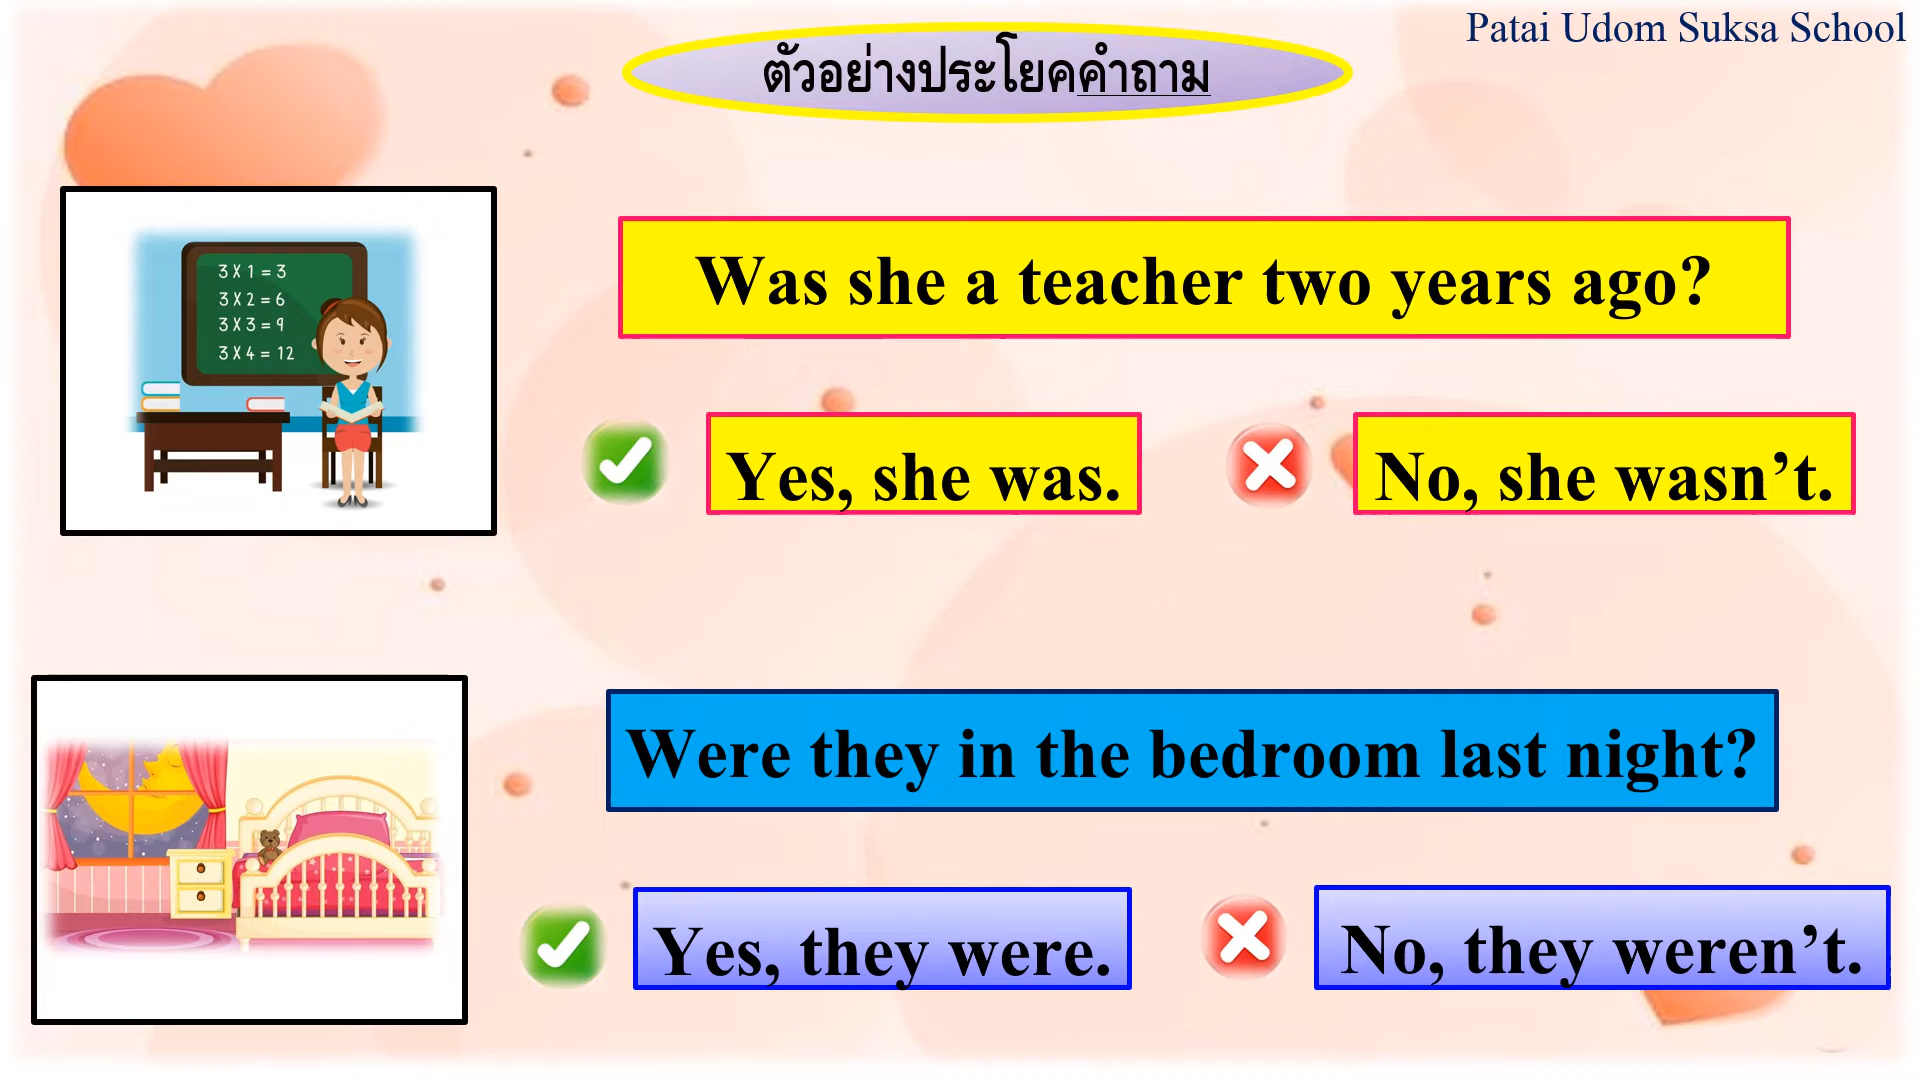 Patai Udom Suksa School
ตัวอย่างประโยคคำถาม
3 X 1 = 3
3 X 2 = 6
3 X 3 = 9
3 X 4 = 12
Was she a teacher two years ago?
Yes, she was.
No, she wasn’t.
Were they in the bedroom last night?
Yes, they were.
No, they weren’t.